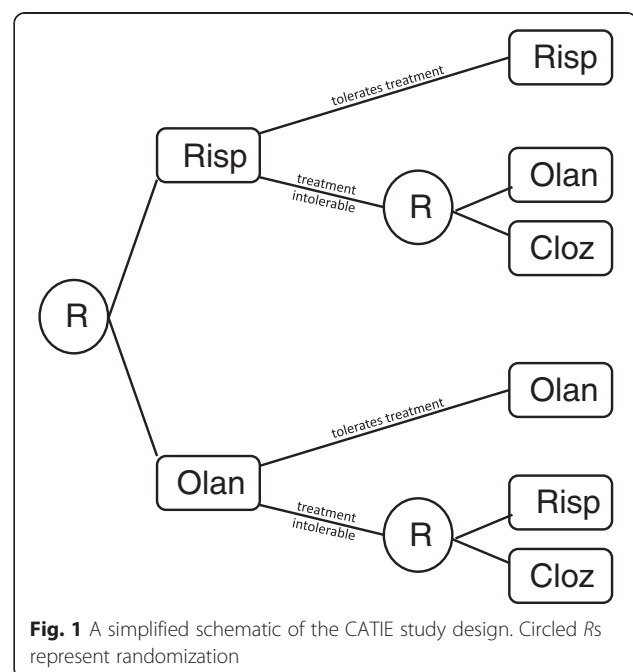 Risp
tolerates treatment
Risp
treatment
intolerable
R
Olan
Cloz
R
Olan
tolerates treatment
Olan
treatment
intolerable
R
Risp
Cloz
Fig. 1 A simplified schematic of the CATIE study design. Circled Rs
represent randomization